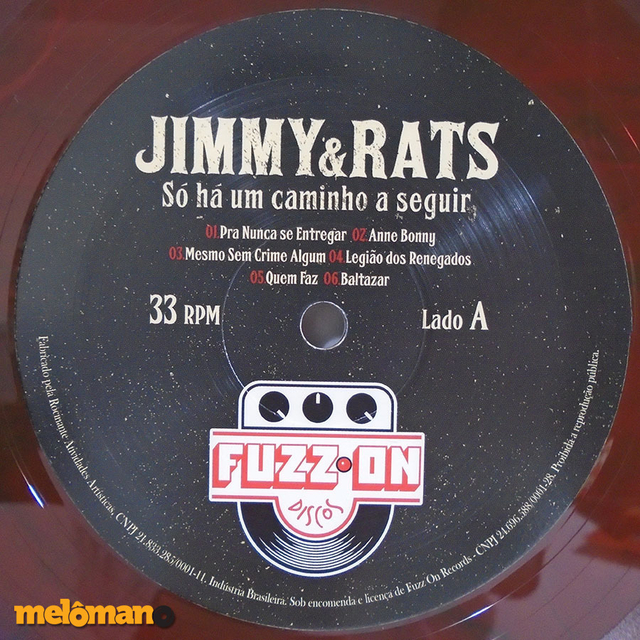 JIMMY&RATS
Só há um caminho a seguir
01.Pra Nunca se Entregar 02.Anne Bonny
03.Mesmo Sem Crime Algum 04.Legião dos Renegados
05.Quem Faz 06.Baltazar
33 RPM
Lado A
FUZZ ON
DISCOS
Fabricado pela Rocinante Atividades Artísticas, CNPJ 21.833.285/0001-11. Indústria Brasileira. Sob encomenda e licença de Fuzz On Records - CNPJ 24.696.588/0001-28. Proibida a reprodução pública.
melômano